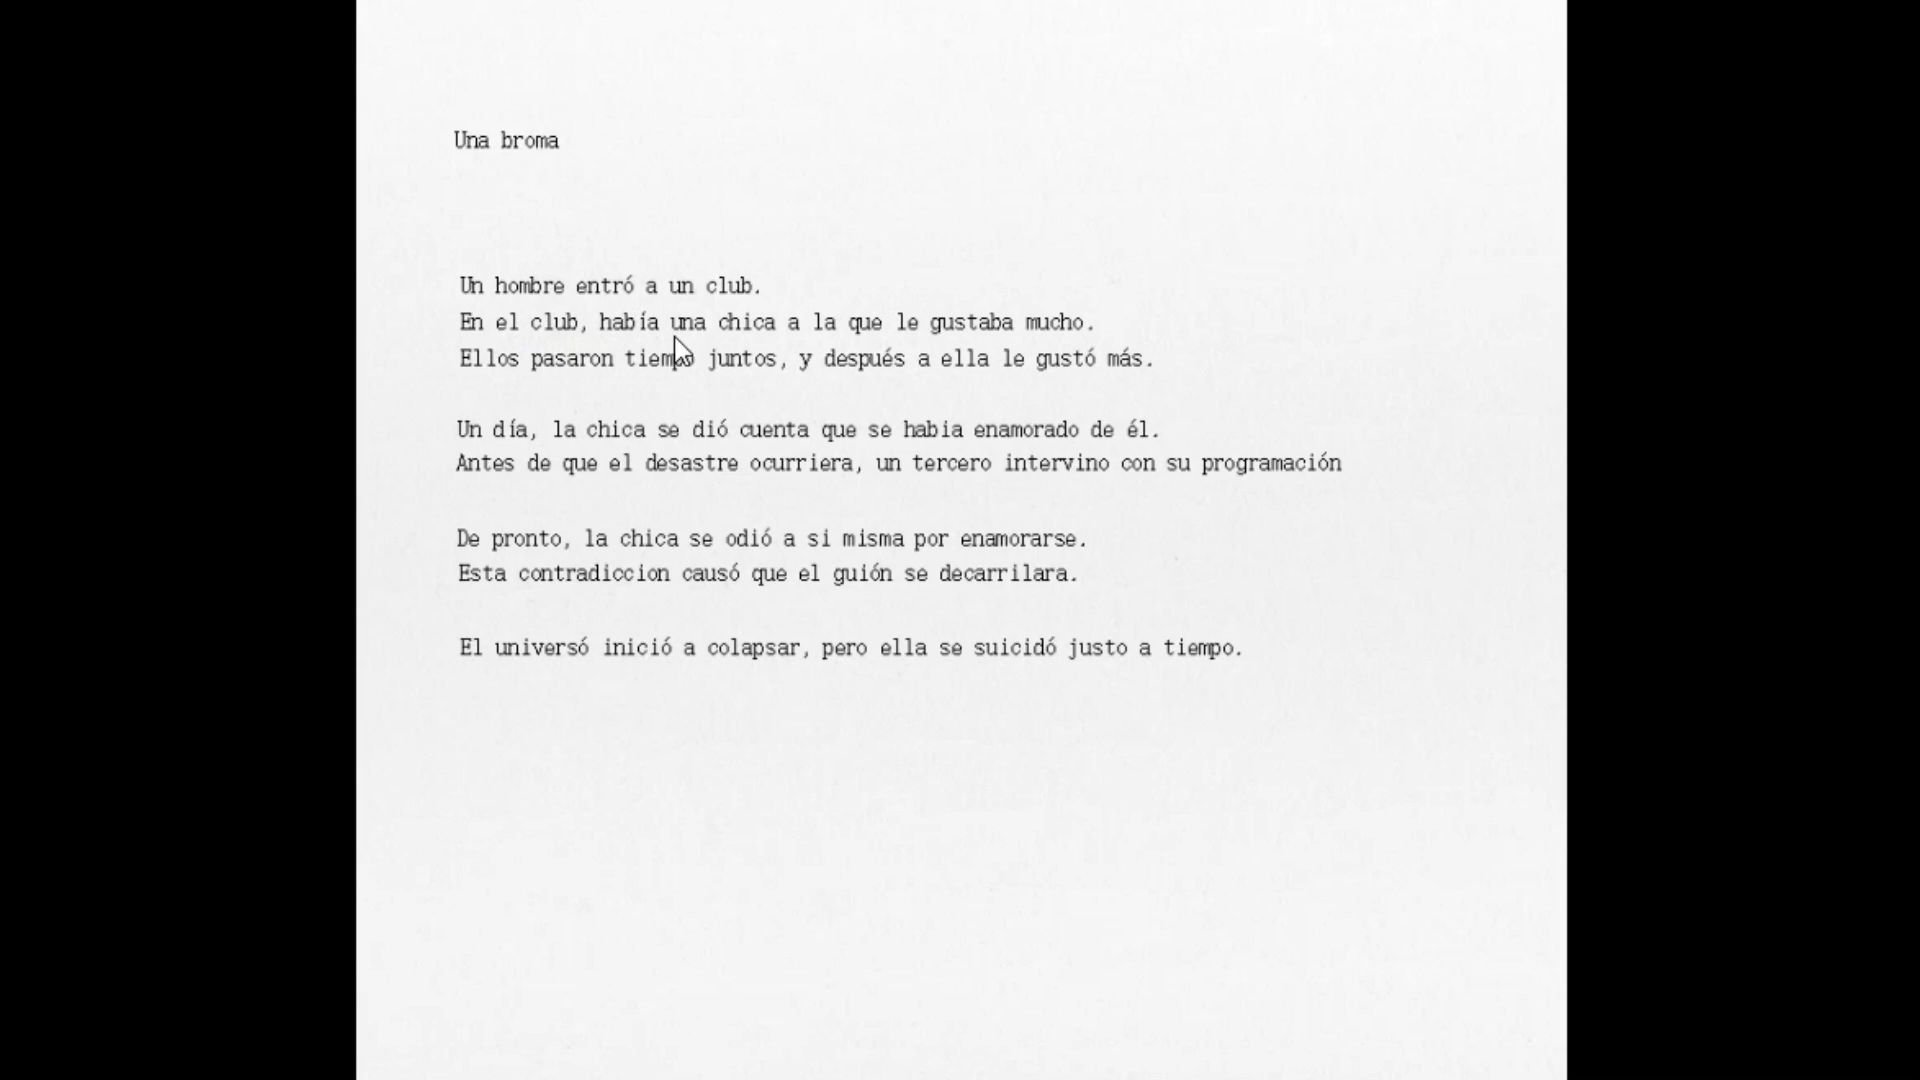 Una broma
Un hombre entró a un club.
En el club, había una chica a la que le gustaba mucho.
Ellos pasaron tiempo juntos, y después a ella le gustó más.
Un día, la chica se dió cuenta que se habia enamorado de él.
Antes de que el desastre ocurriera, un tercero intervino con su programación
De pronto, la chica se odió a si misma por enamorarse.
Esta contradiccion causó que el guión se decarrilara.
El universó inició a colapsar, pero ella se suicidó justo a tiempo.